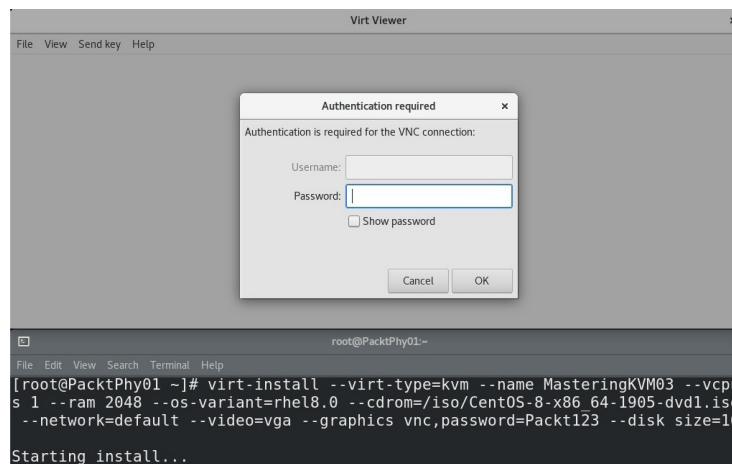 Virt Viewer
File View Send key Help
Authentication required
Authentication is required for the VNC connection:
Username:
Password:
Show password
Cancel OK
root@PacktPhy01:~
File Edit View Search Terminal Help
[root@PacktPhy01 ~]# virt-install --virt-type=kvm --name MasteringKVM03 --vcpu
s 1 --ram 2048 --os-variant=rhel8.0 --cdrom=/iso/CentOS-8-x86_64-1905-dvd1.iso
--network=default --video=vga --graphics vnc,password=Packt123 --disk size=1
Starting install...